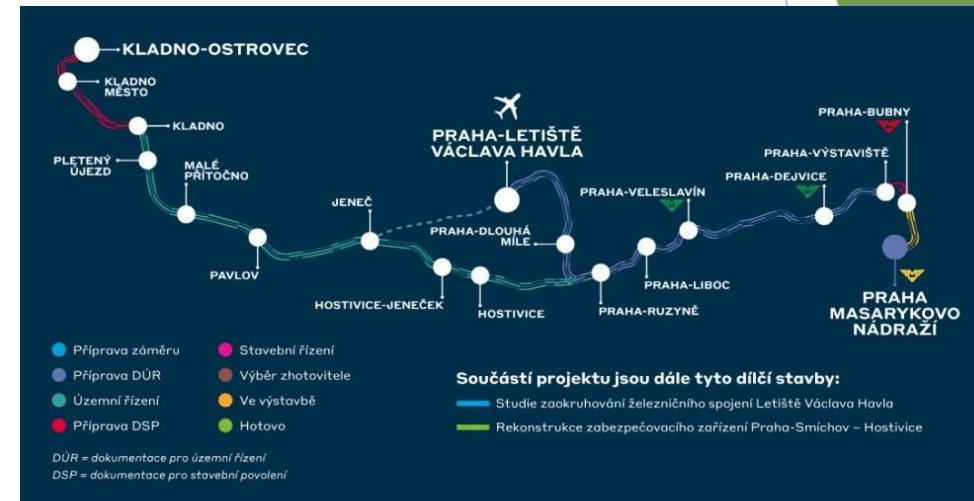 KLADNO-OSTROVEC
KLADNO
MĚSTO
KLADNO
PLETENÝ
ÚJEZD
MALÉ
PŘÍTOČNO
PAVLOV
JENEČ
HOSTIVICE-JENEČEK
HOSTIVICE
PRAHA-LETIŠTĚ
VÁCLAVA HAVLA
PRAHA-DLOUHÁ
MÍLE
PRAHA-RUZYNĚ
PRAHA-LIBOC
PRAHA-VELESLAVÍN
PRAHA-DEJVICE
PRAHA-VÝSTAVIŠTĚ
PRAHA-BUBNY
PRAHA
MASARYKOVO
NÁDRAŽÍ
Příprava záměru
Příprava DÚR
Územní řízení
Příprava DSP
Stavební řízení
Výběr zhotovitele
Ve výstavbě
Hotovo
DÚR = dokumentace pro územní řízení
DSP = dokumentace pro stavební povolení
Součástí projektu jsou dále tyto dílčí stavby:
Studie zaokruhování železničního spojení Letiště Václava Havla
Rekonstrukce zabezpečovacího zařízení Praha-Smíchov – Hostivice